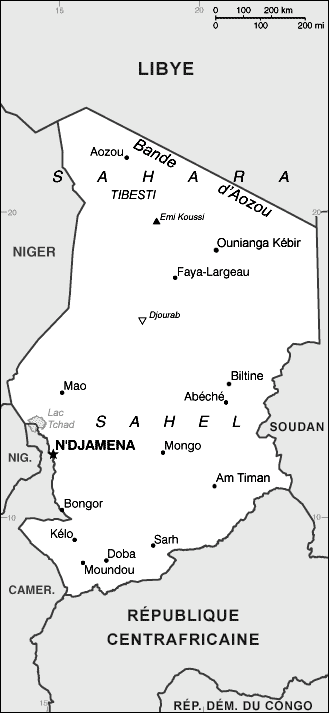 15
20
0 100 200 km
0 100 200 mi
LIBYE
Aozou
Bande
d'Aozou
SAHARA
TIBESTI
Emi Koussi
20
20
Ounianga Kébir
NIGER
Faya-Largeau
Djourab
Biltine
Mao
Abéché
Lac
Tchad
SAHEL
SOUDAN
N'DJAMENA
Mongo
NIG.
Am Timan
Bongor
10
10
Kélo
Sarh
Doba
Moundou
CAMER.
RÉPUBLIQUE
CENTRAFRICAINE
15
20
RÉP. DÉM. DU CONGO